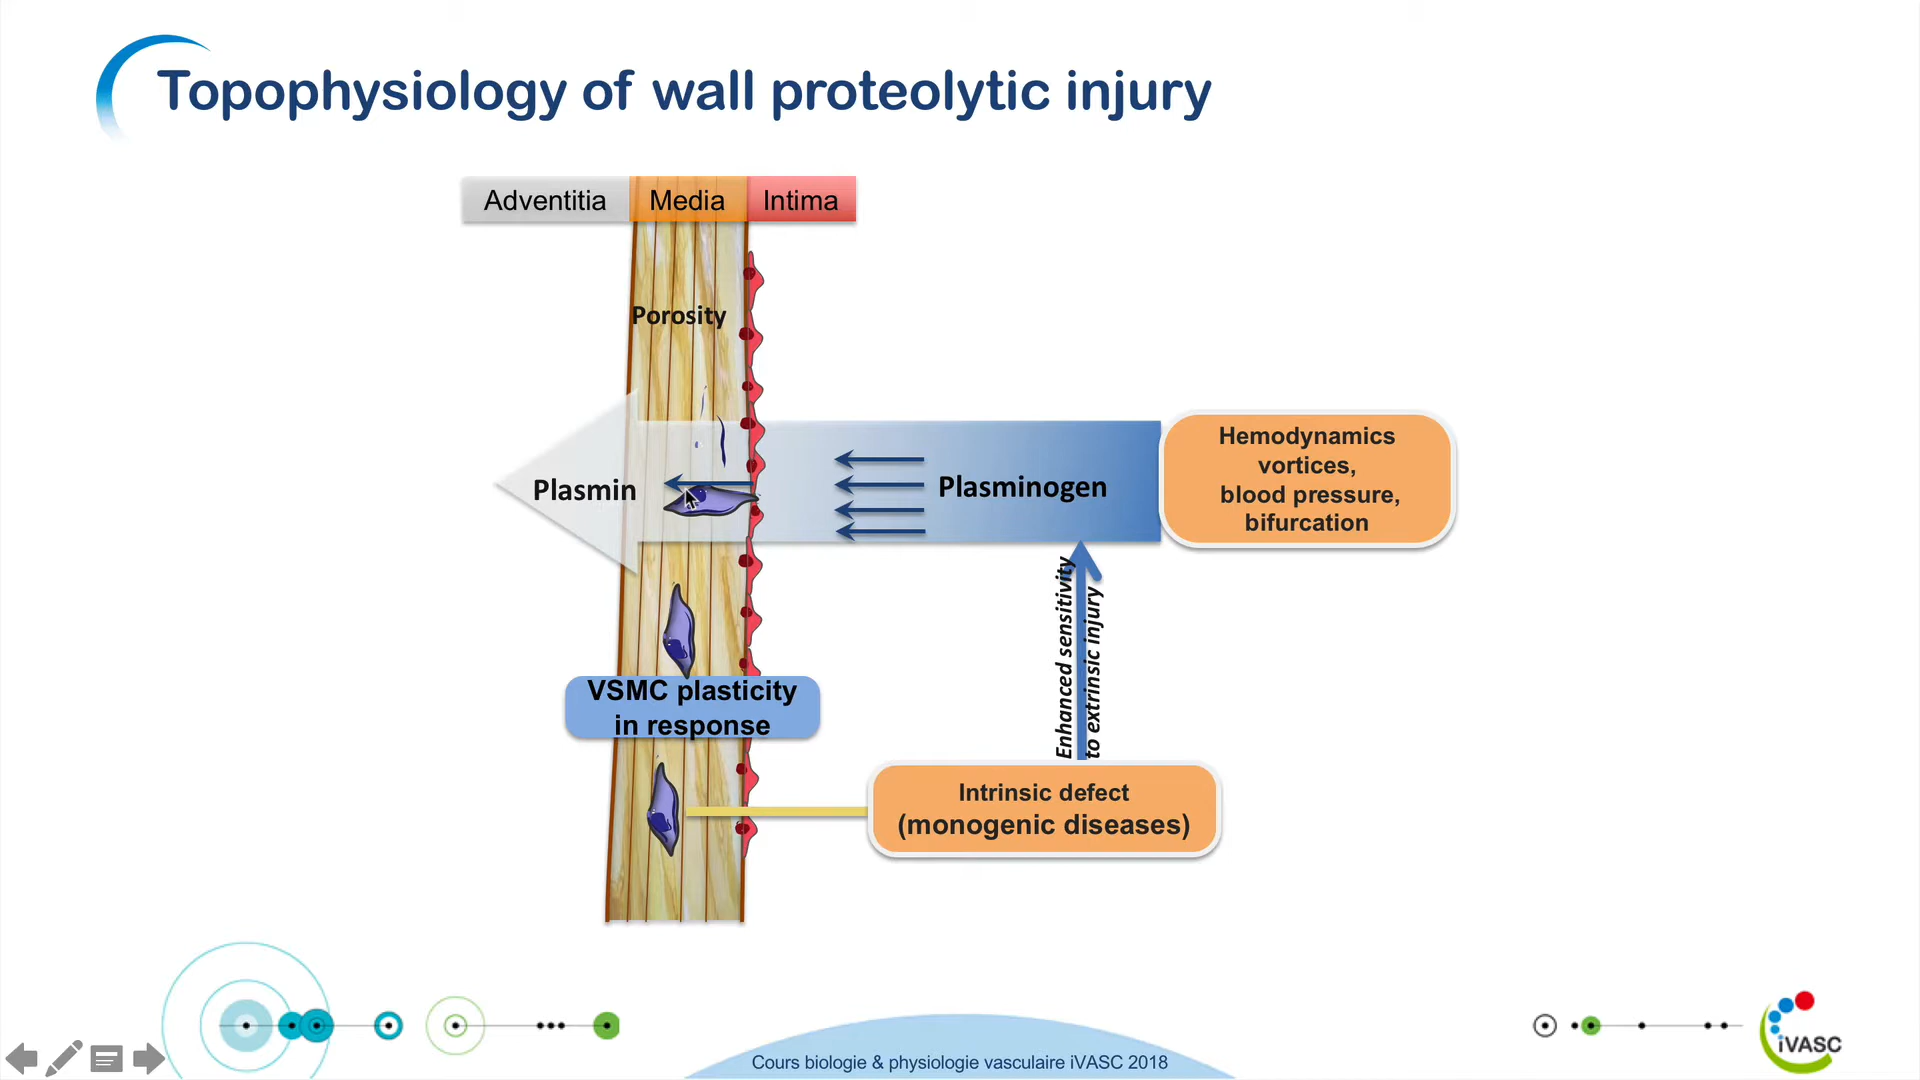 Topophysiology of wall proteolytic injury
Adventitia Media Intima
Porosity
Plasmin
Plasminogen
Hemodynamics
vortices,
blood pressure,
bifurcation
Enhanced sensitivity
to extrinsic injury
VSMC plasticity
in response
Intrinsic defect
(monogenic diseases)
Cours biologie & physiologie vasculaire iVASC 2018
iVASC